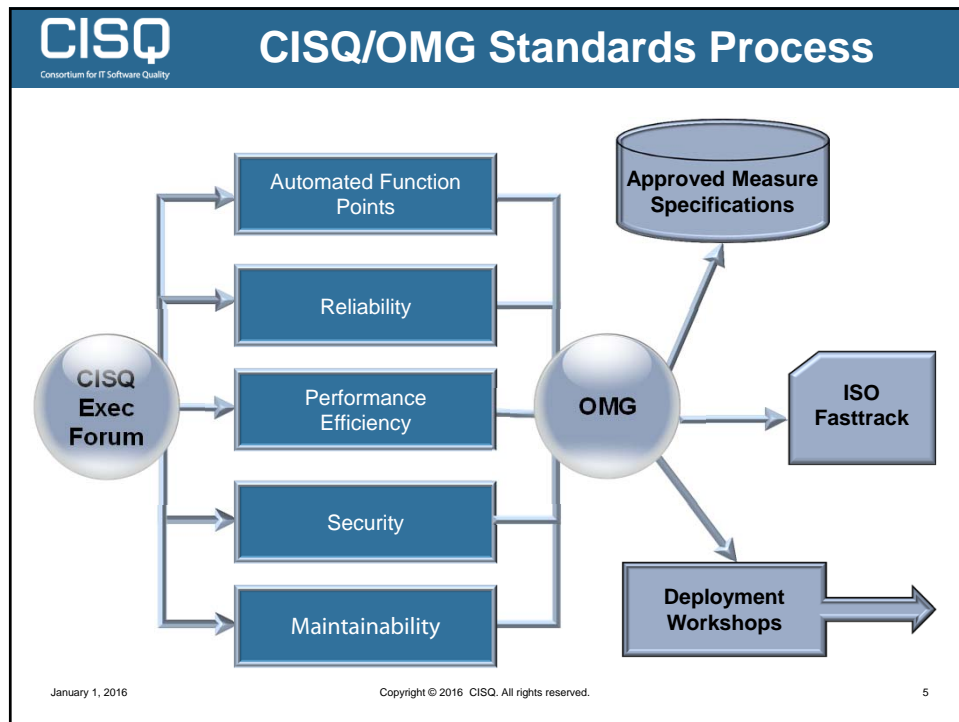 CISQ
Consortium for IT Software Quality
CISQ/OMG Standards Process
Automated Function
Points
Reliability
Performance
Efficiency
Security
Maintainability
CISQ
Exec
Forum
OMG
Approved Measure
Specifications
ISO
Fasttrack
Deployment
Workshops
January 1, 2016
Copyright © 2016 CISQ. All rights reserved.
5